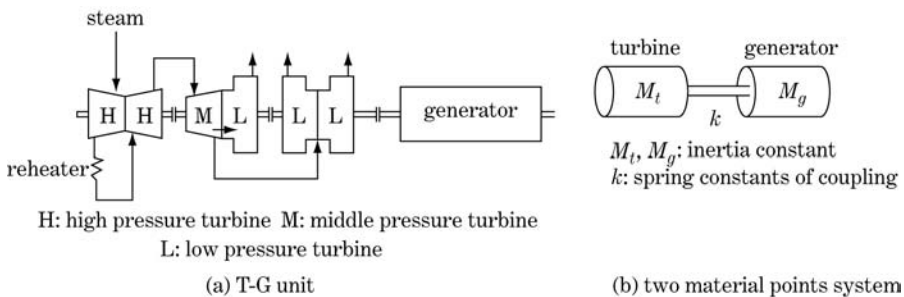 steam
H H M L L L generator
reheater
H: high pressure turbine M: middle pressure turbine
L: low pressure turbine
(a) T-G unit
turbine generator
Mt Mg
k
Mt, Mg: inertia constant
k: spring constants of coupling
(b) two material points system